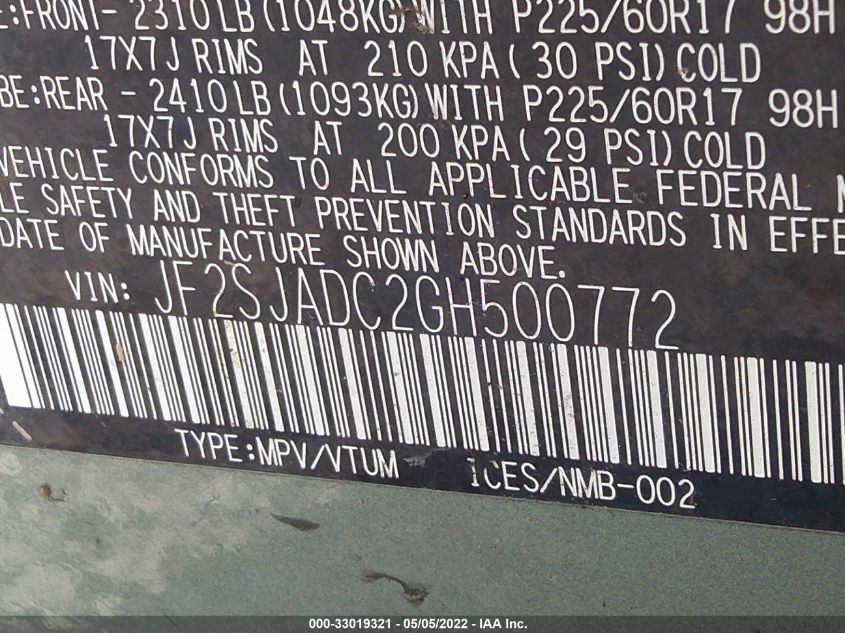 E:FRONT- 2310 LB (1048KG) WITH P225/60R17 98H
17X7J RIMS AT 210 KPA ( 30 PSI) COLD
BE:REAR - 2410 LB (1093KG) WITH P225/60R17 98H
17X7J RIMS AT 200 KPA ( 29 PSI) COLD
VEHICLE CONFORMS TO ALL APPLICABLE FEDERAL M
LE SAFETY AND THEFT PREVENTION STANDARDS IN EFFE
DATE OF MANUFACTURE SHOWN ABOVE.
VIN: JF2SJADC2GH500772
TYPE:MPV/VTUM ICES/NMB-002
000-33019321 - 05/05/2022 - IAA Inc.